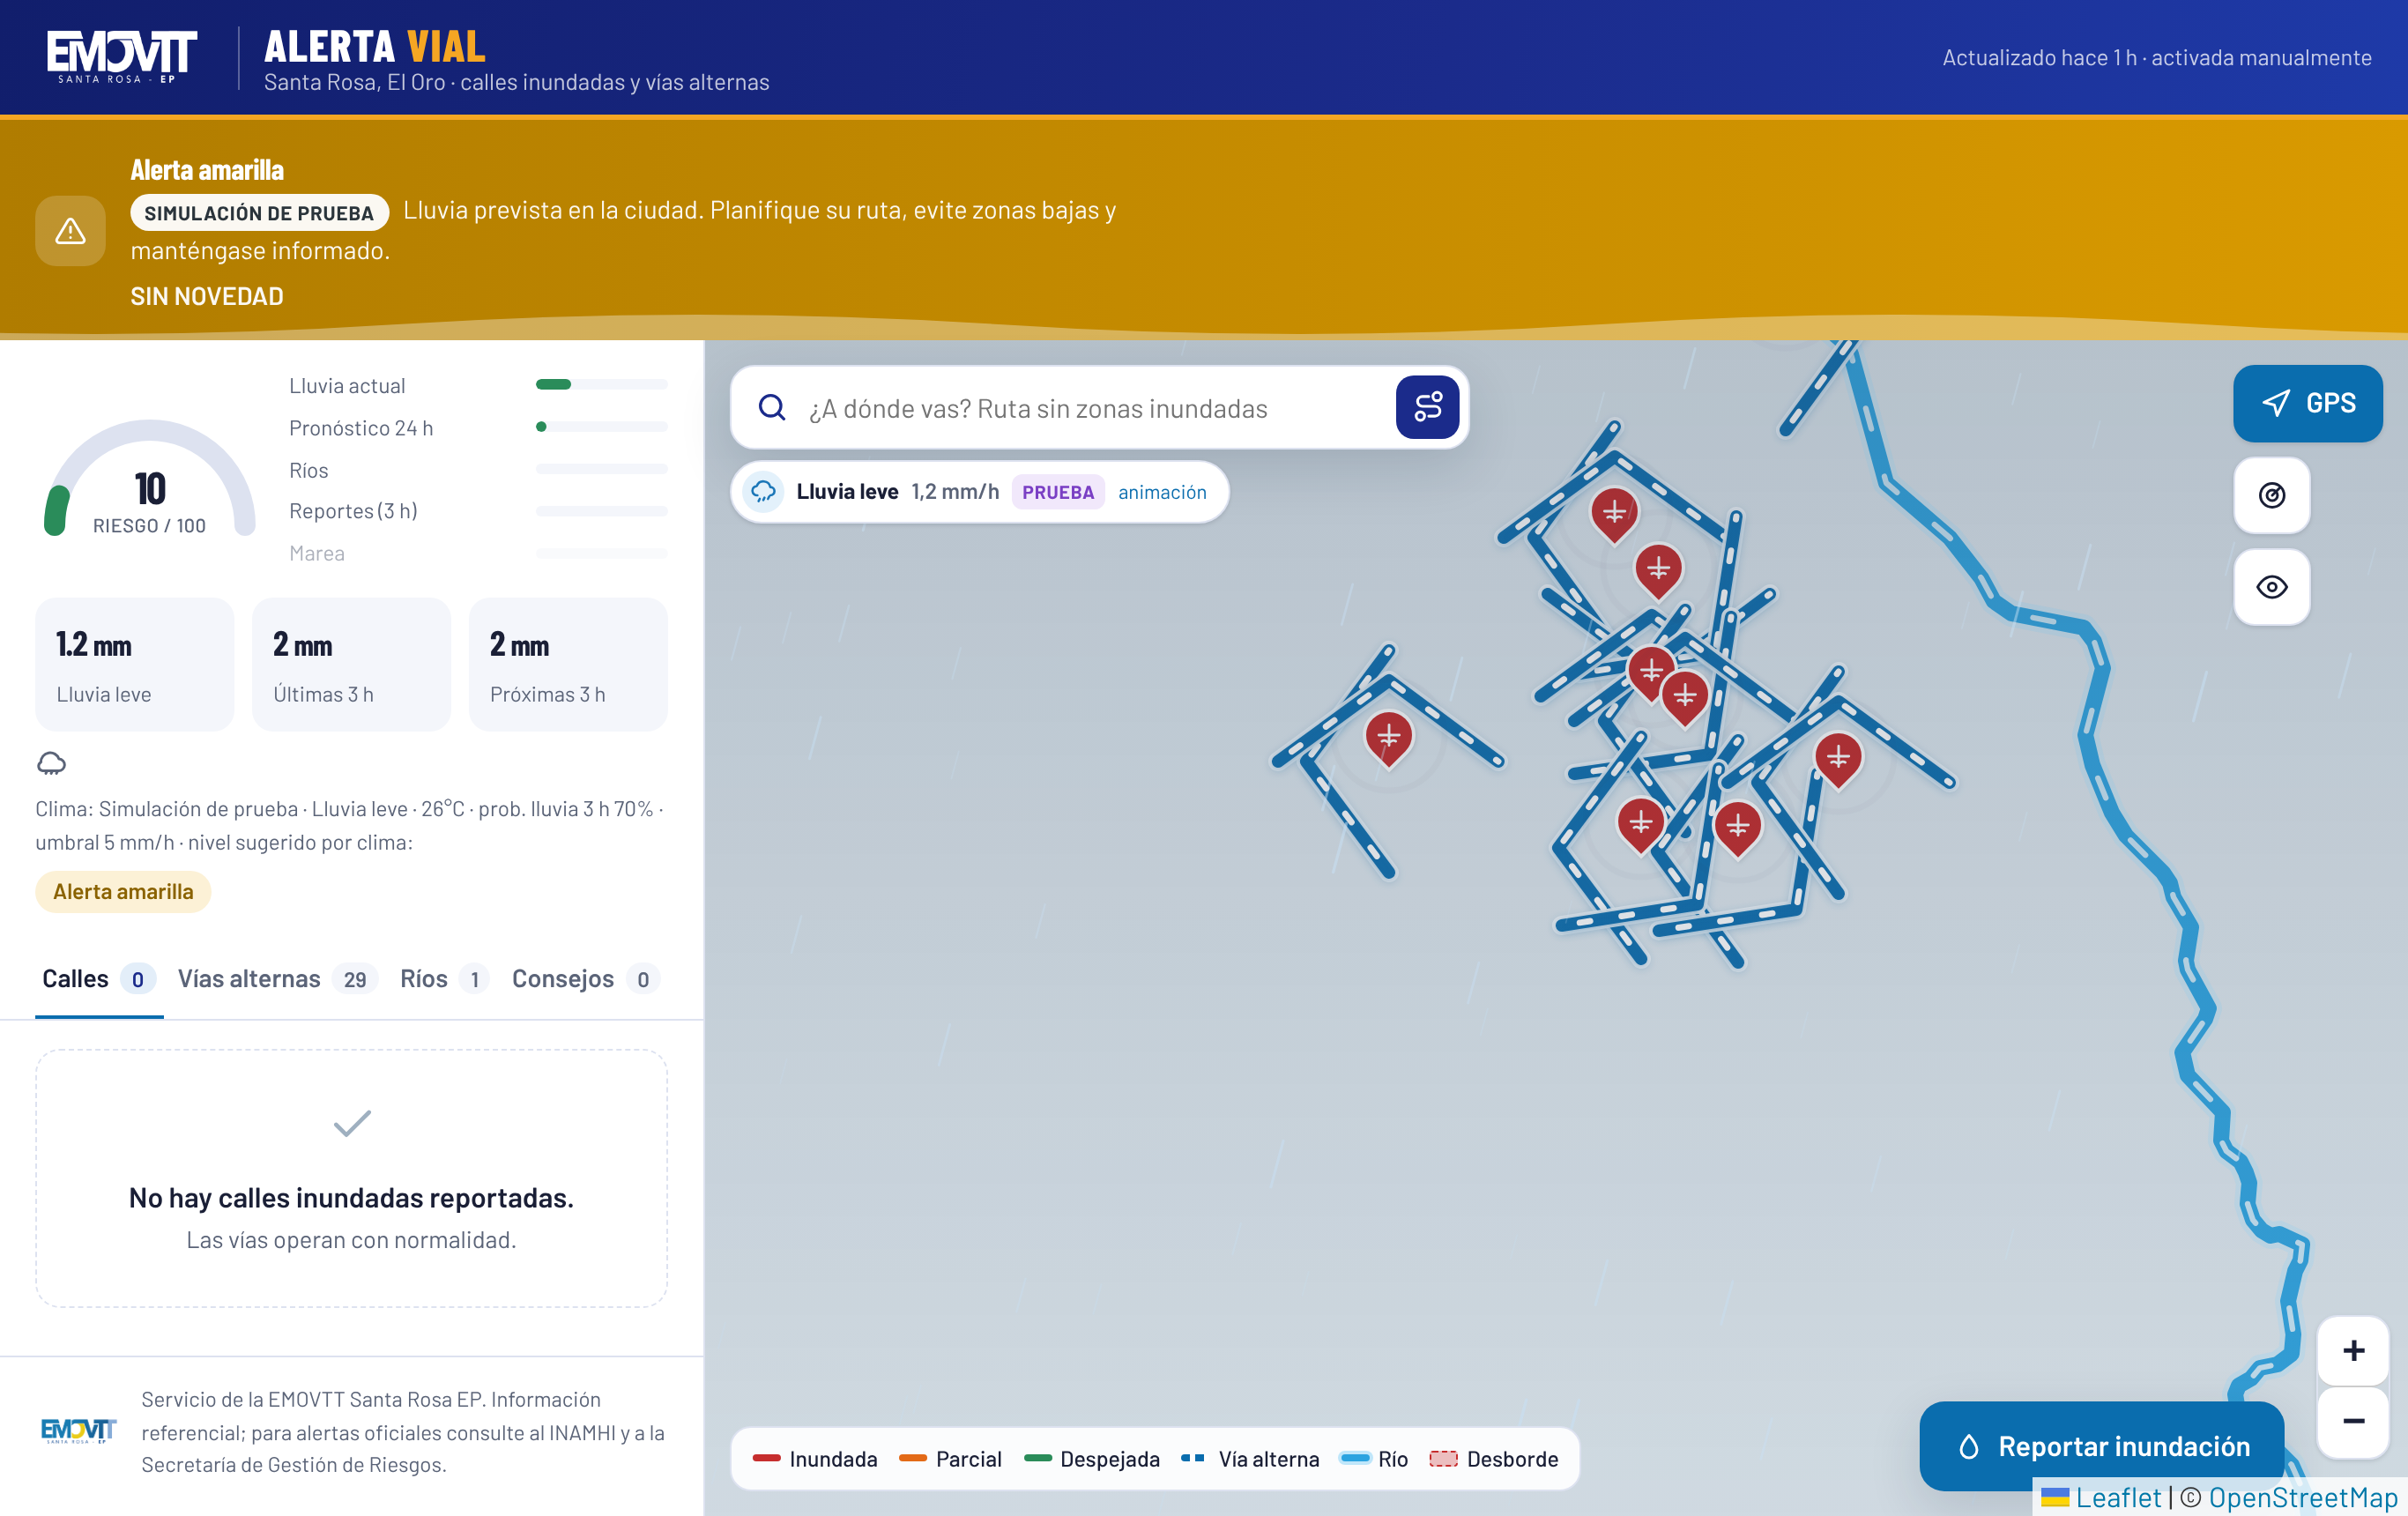 EMOVTT
SANTA ROSA - EP
ALERTA VIAL
Santa Rosa, El Oro · calles inundadas y vías alternas
Actualizado hace 1 h · activada manualmente
Alerta amarilla
SIMULACIÓN DE PRUEBA Lluvia prevista en la ciudad. Planifique su ruta, evite zonas bajas y
manténgase informado.
SIN NOVEDAD
10
RIESGO / 100
Lluvia actual
Pronóstico 24 h
Ríos
Reportes (3 h)
Marea
1.2 mm
Lluvia leve
2 mm
Últimas 3 h
2 mm
Próximas 3 h
Clima: Simulación de prueba · Lluvia leve · 26°C · prob. lluvia 3 h 70% ·
umbral 5 mm/h · nivel sugerido por clima:
Alerta amarilla
Calles 0 Vías alternas 29 Ríos 1 Consejos 0
No hay calles inundadas reportadas.
Las vías operan con normalidad.
EMOVTT
SANTA ROSA - EP
Servicio de la EMOVTT Santa Rosa EP. Información
referencial; para alertas oficiales consulte al INAMHI y a la
Secretaría de Gestión de Riesgos.
¿A dónde vas? Ruta sin zonas inundadas
Lluvia leve 1,2 mm/h PRUEBA animación
GPS
+
−
Reportar inundación
Inundada Parcial Despejada Vía alterna Río Desborde
Leaflet | © OpenStreetMap